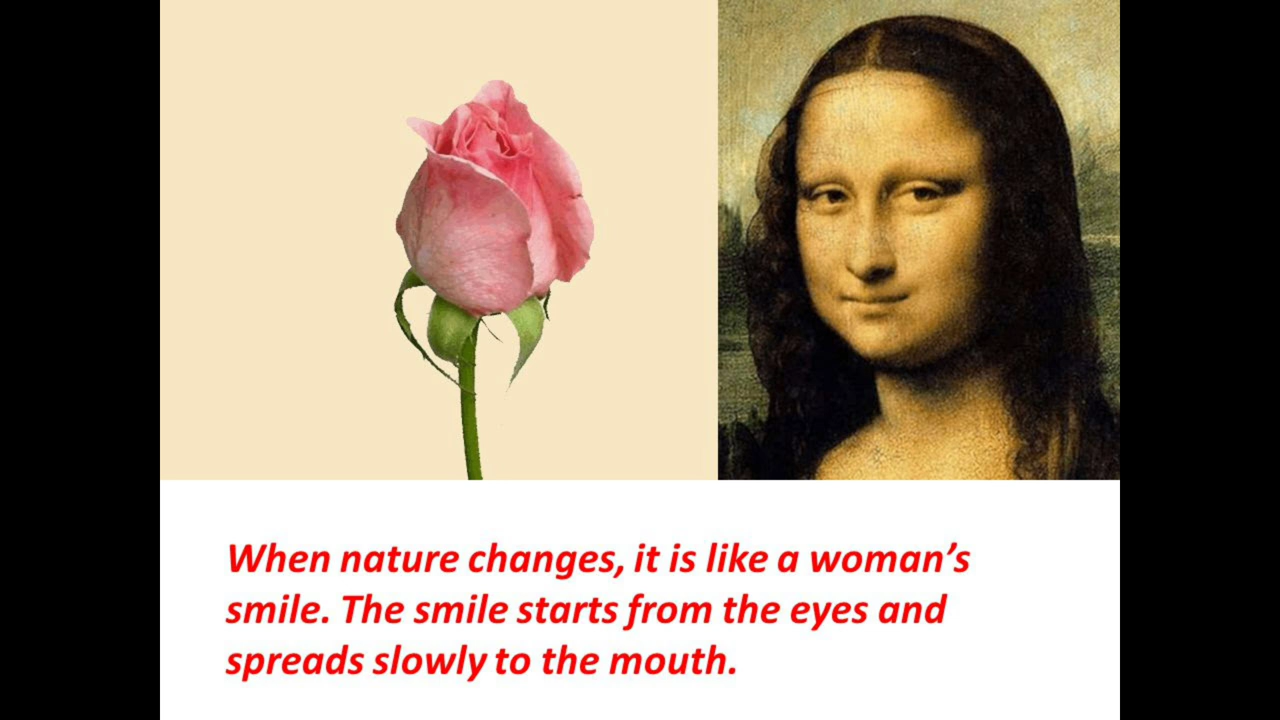 When nature changes, it is like a woman’s
smile. The smile starts from the eyes and
spreads slowly to the mouth.